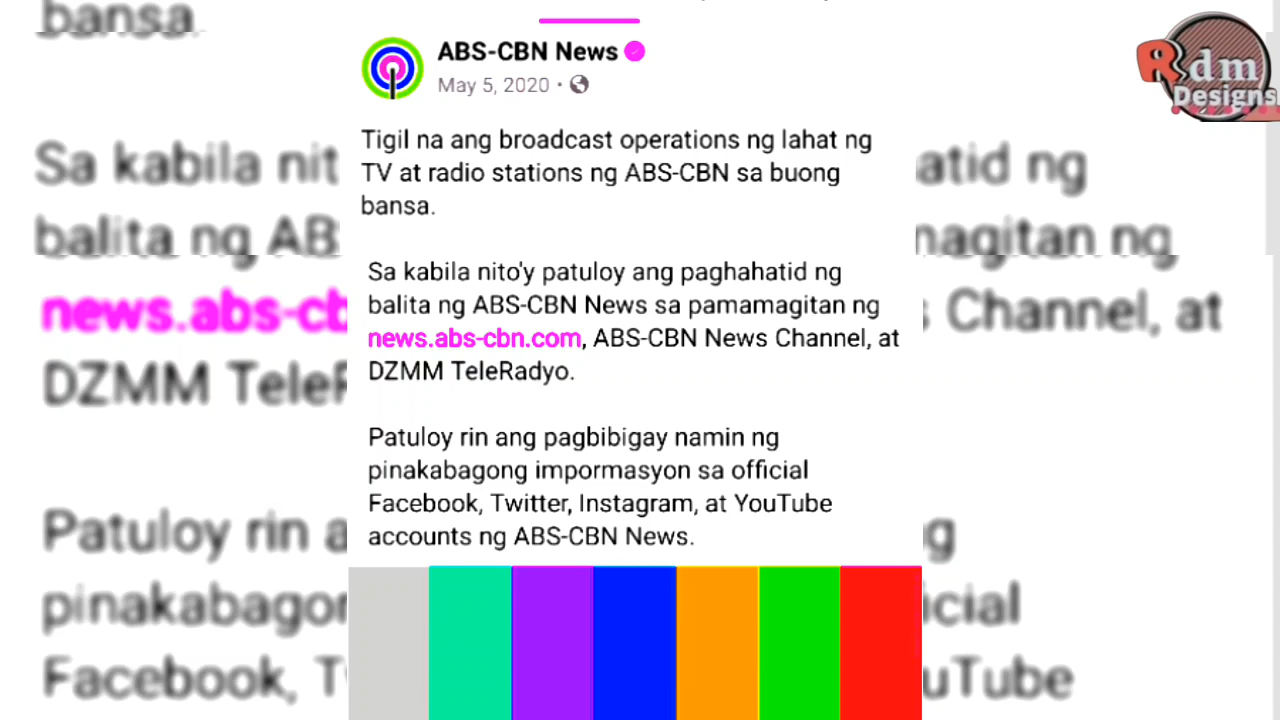 bansa.
ABS-CBN News
May 5, 2020
Rdm
Designs
Tigil na ang broadcast operations ng lahat ng
TV at radio stations ng ABS-CBN sa buong
bansa.
Sa kabila nito'y patuloy ang paghahatid ng
balita ng ABS-CBN News sa pamamagitan ng
news.abs-cbn.com, ABS-CBN News Channel, at
DZMM TeleRadyo.
Patuloy rin ang pagbibigay namin ng
pinakabagong impormasyon sa official
Facebook, Twitter, Instagram, at YouTube
accounts ng ABS-CBN News.